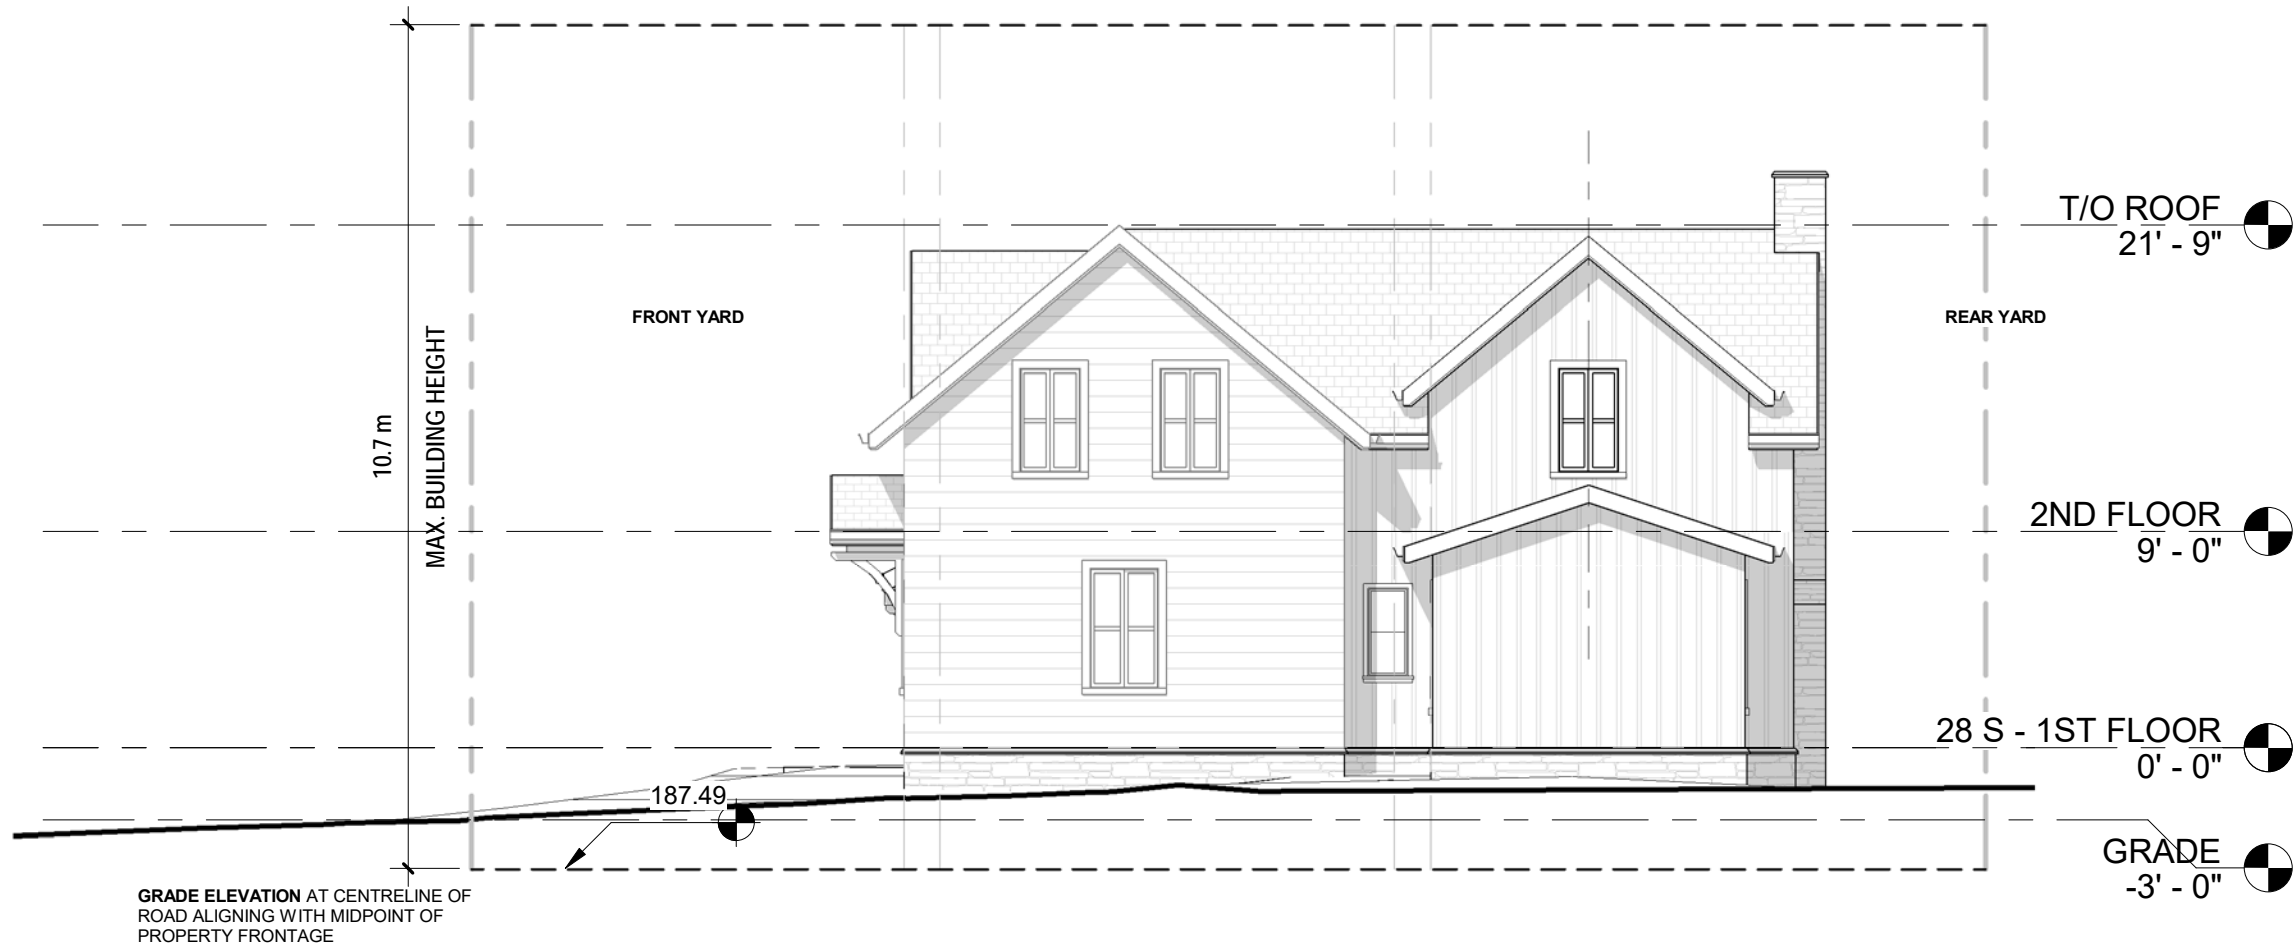 T/O ROOF
21' - 9"
FRONT YARD
REAR YARD
10.7 m
MAX. BUILDING HEIGHT
2ND FLOOR
9' - 0"
28 S - 1ST FLOOR
0' - 0"
187.49
GRADE
-3' - 0"
GRADE ELEVATION AT CENTRELINE OF
ROAD ALIGNING WITH MIDPOINT OF
PROPERTY FRONTAGE